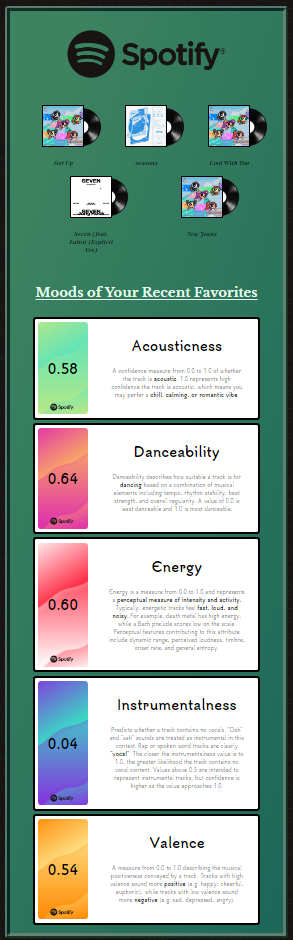 Spotify®
Get Up
seasons
Cool With You
Seven (feat.
Latto) (Explicit
Ver.)
New Jeans
Moods of Your Recent Favorites
0.58
Spotify
Acousticness
A confidence measure from 0.0 to 1.0 of whether
the track is acoustic. 1.0 represents high
confidence the track is acoustic, which means you
may perfer a chill, calming, or romantic vibe.
0.64
Spotify
Danceability
Danceability describes how suitable a track is for
dancing based on a combination of musical
elements including tempo, rhythm stability, beat
strength, and overall regularity. A value of 0.0 is
least danceable and 1.0 is most danceable.
0.60
Spotify
Energy
Energy is a measure from 0.0 to 1.0 and represents
a perceptual measure of intensity and activity.
Typically, energetic tracks feel fast, loud, and
noisy. For example, death metal has high energy,
while a Bach prelude scores low on the scale.
Perceptual features contributing to this attribute
include dynamic range, perceived loudness, timbre,
onset rate, and general entropy.
0.04
Spotify
Instrumentalness
Predicts whether a track contains no vocals. "Ooh"
and "aah" sounds are treated as instrumental in this
context. Rap or spoken word tracks are clearly
"vocal". The closer the instrumentalness value is to
1.0, the greater likelihood the track contains no
vocal content. Values above 0.5 are intended to
represent instrumental tracks, but confidence is
higher as the value approaches 1.0.
0.54
Spotify
Valence
A measure from 0.0 to 1.0 describing the musical
positiveness conveyed by a track. Tracks with high
valence sound more positive (e.g. happy, cheerful,
euphoric), while tracks with low valence sound
more negative (e.g. sad, depressed, angry).